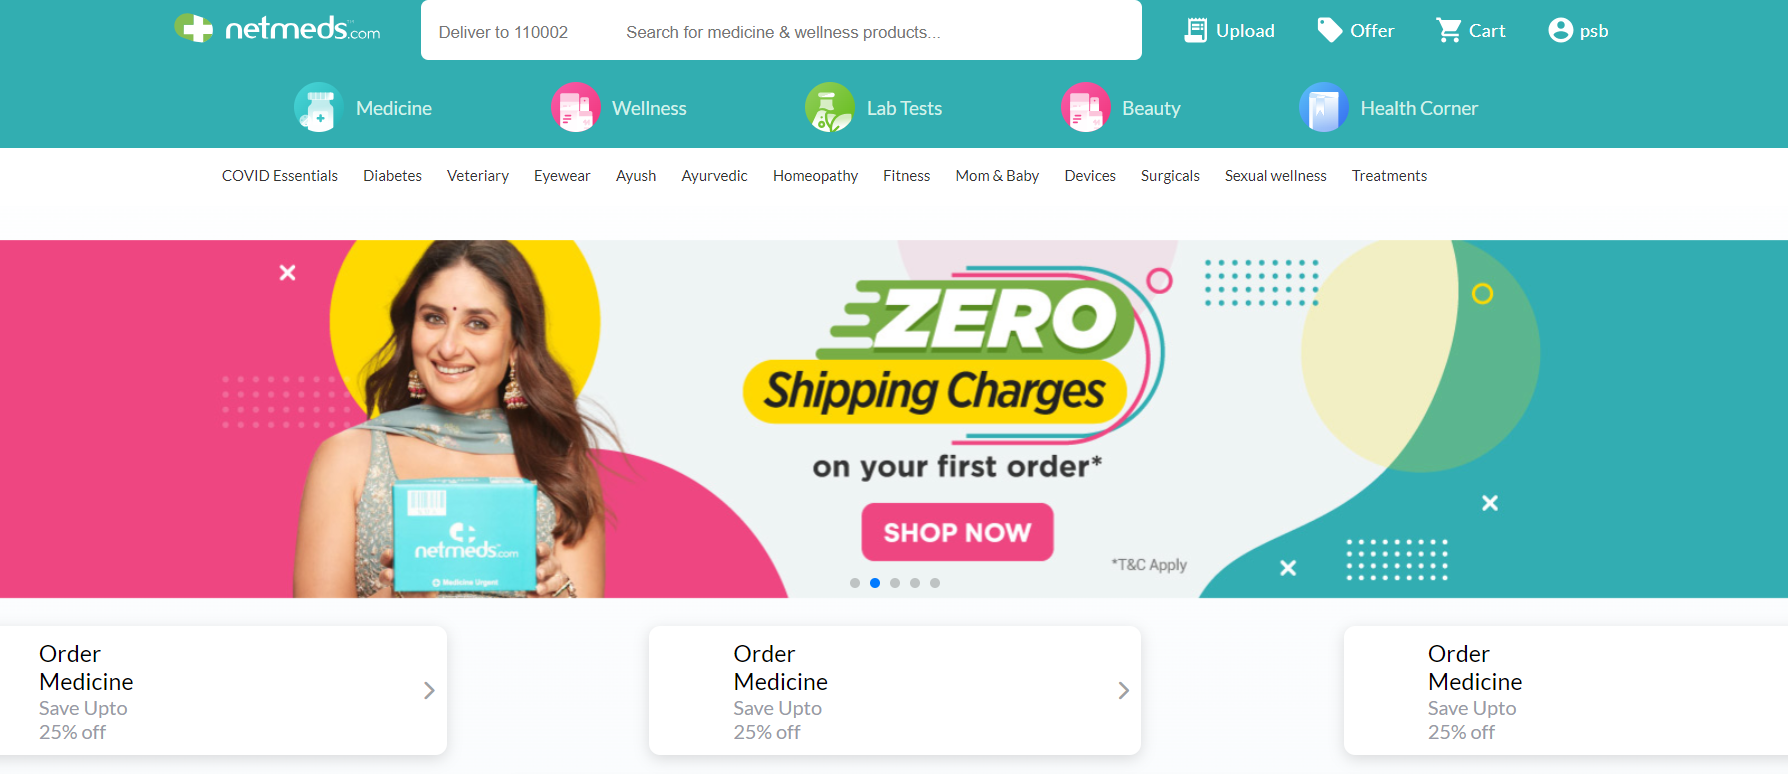 netmeds.com
Deliver to 110002 Search for medicine & wellness products...
Upload Offer Cart psb
Medicine Wellness Lab Tests Beauty Health Corner
COVID Essentials Diabetes Veteriary Eyewear Ayush Ayurvedic Homeopathy Fitness Mom & Baby Devices Surgicals Sexual wellness Treatments
ZERO
Shipping Charges
on your first order*
SHOP NOW
*T&C Apply
netmeds.com
Medicine Urgent
Order
Medicine
Save Upto
25% off
Order
Medicine
Save Upto
25% off
Order
Medicine
Save Upto
25% off